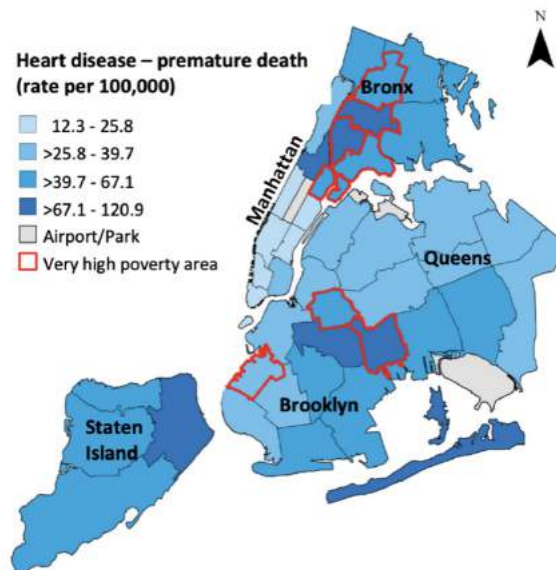 N
Heart disease – premature death
(rate per 100,000)
12.3 - 25.8
>25.8 - 39.7
>39.7 - 67.1
>67.1 - 120.9
Airport/Park
Very high poverty area
Bronx
Manhattan
Queens
Brooklyn
Staten
Island